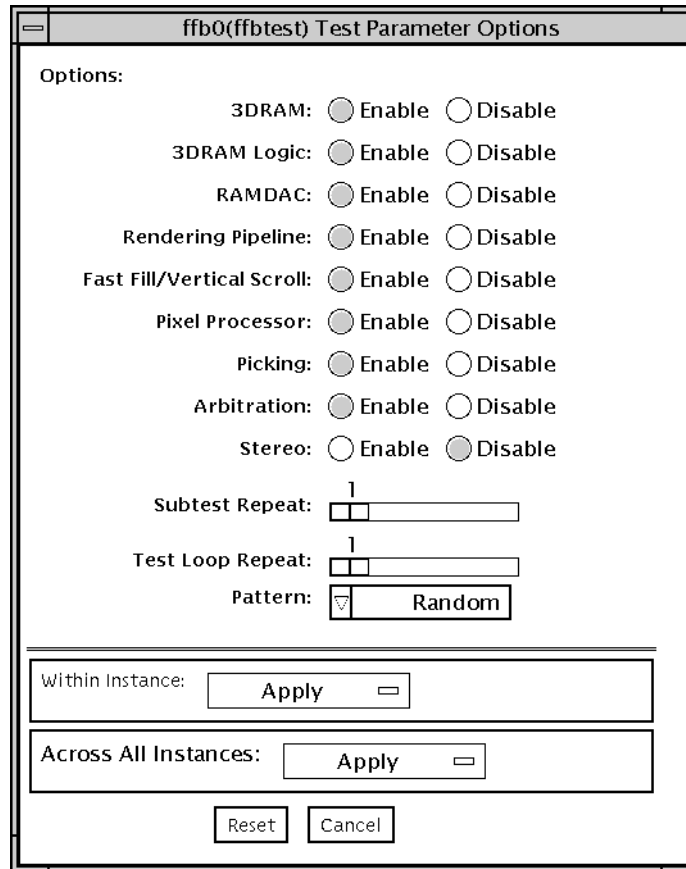 ffb0(ffbtest) Test Parameter Options
Options:
3DRAM: Enable Disable
3DRAM Logic: Enable Disable
RAMDAC: Enable Disable
Rendering Pipeline: Enable Disable
Fast Fill/Vertical Scroll: Enable Disable
Pixel Processor: Enable Disable
Picking: Enable Disable
Arbitration: Enable Disable
Stereo: Enable Disable
1
Subtest Repeat:
1
Test Loop Repeat:
Pattern: Random
Within Instance: Apply
Across All Instances: Apply
Reset Cancel